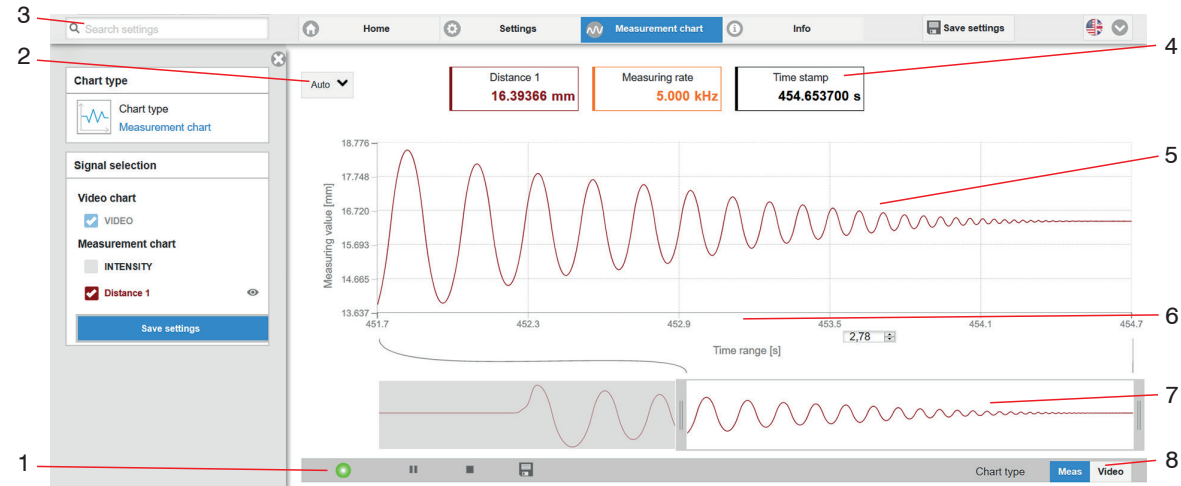 3
Search settings
Home
Settings
Measurement chart
Info
Save settings
4
2
Chart type
Chart type
Measurement chart
Auto
Distance 1
16.39366 mm
Measuring rate
5.000 kHz
Time stamp
454.653700 s
Signal selection
Video chart
VIDEO
Measurement chart
INTENSITY
Distance 1
Save settings
Measuring value [mm]
18.776
17.748
16.720
15.693
14.665
13.637
5
451.7
452.3
452.9
453.5
454.1
454.7
6
2,78
Time range [s]
7
1
Chart type
Meas
Video
8